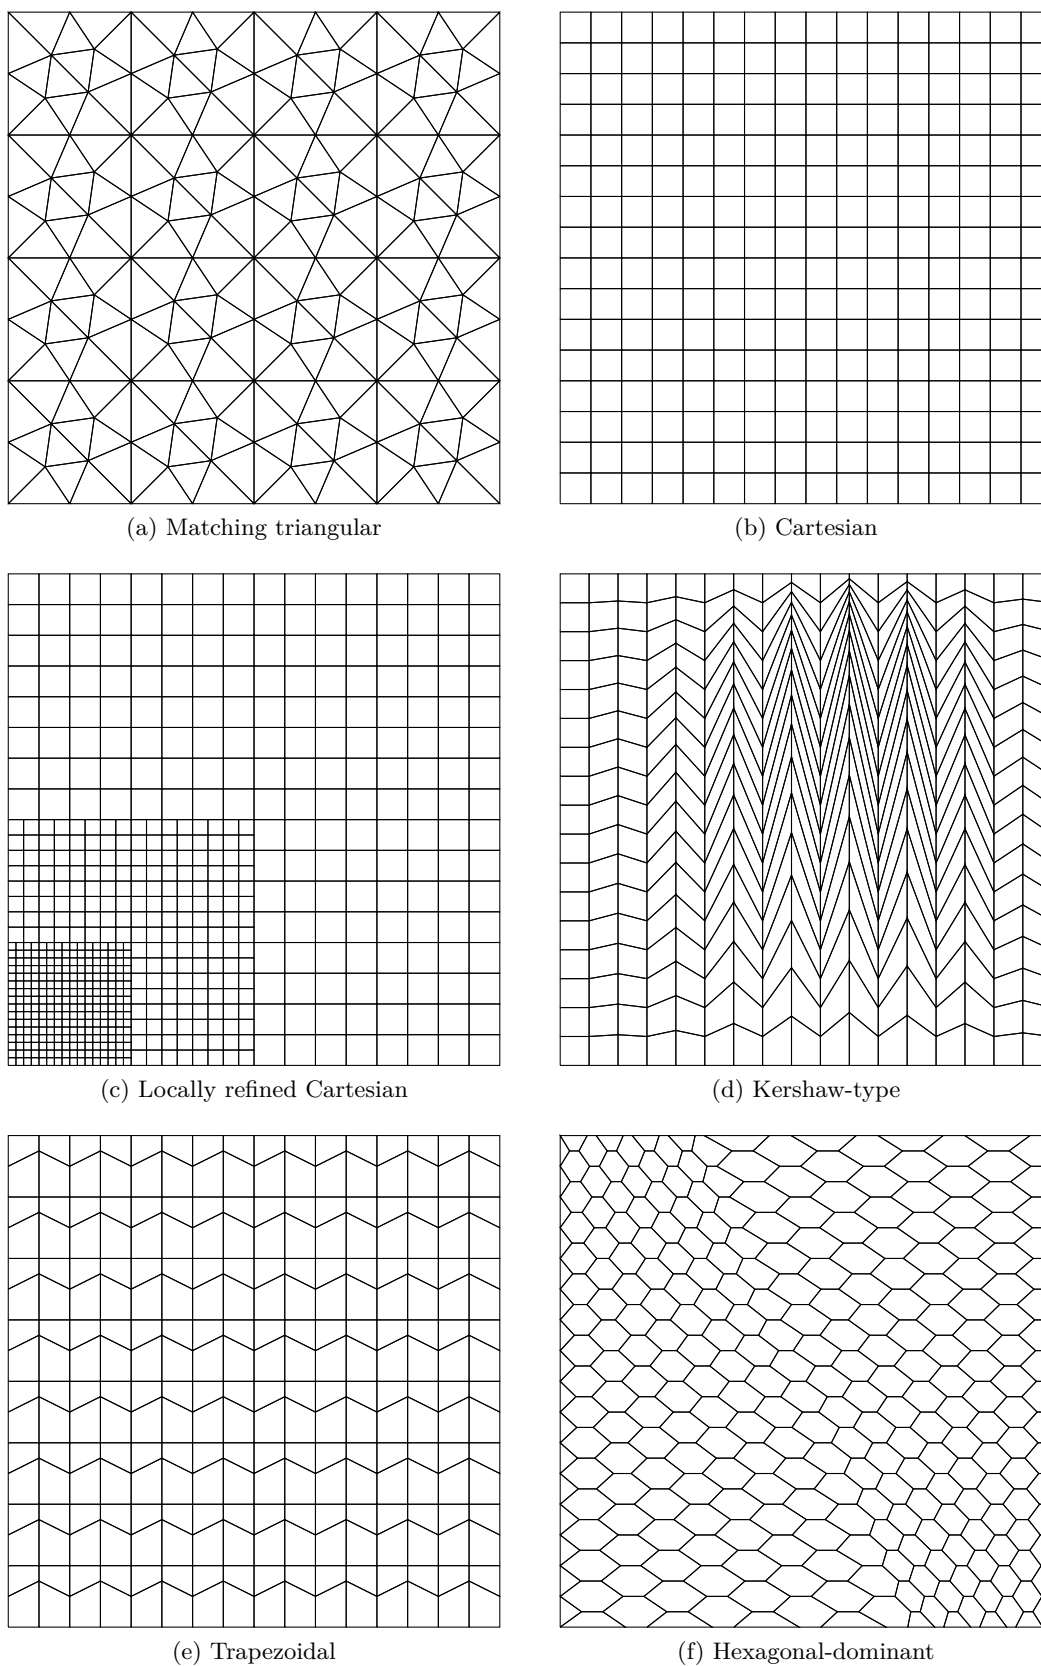 (a) Matching triangular
(b) Cartesian
(c) Locally refined Cartesian
(d) Kershaw-type
(e) Trapezoidal
(f) Hexagonal-dominant